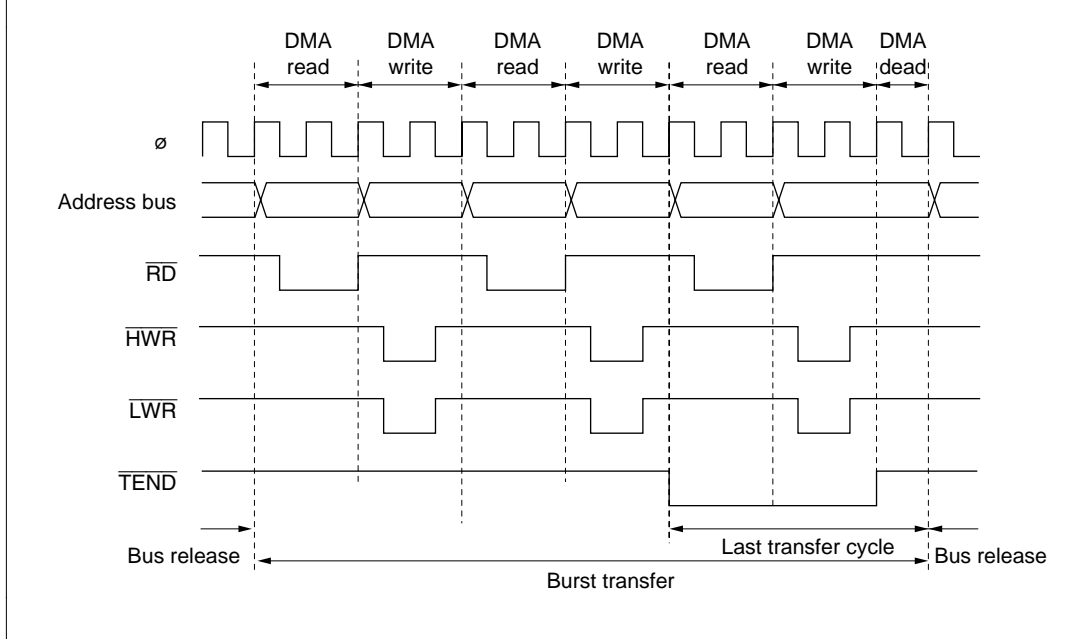 DMA DMA DMA DMA DMA DMA DMA
read write read write read write dead
ø
Address bus
RD
HWR
LWR
TEND
Last transfer cycle
Bus release Bus release
Burst transfer